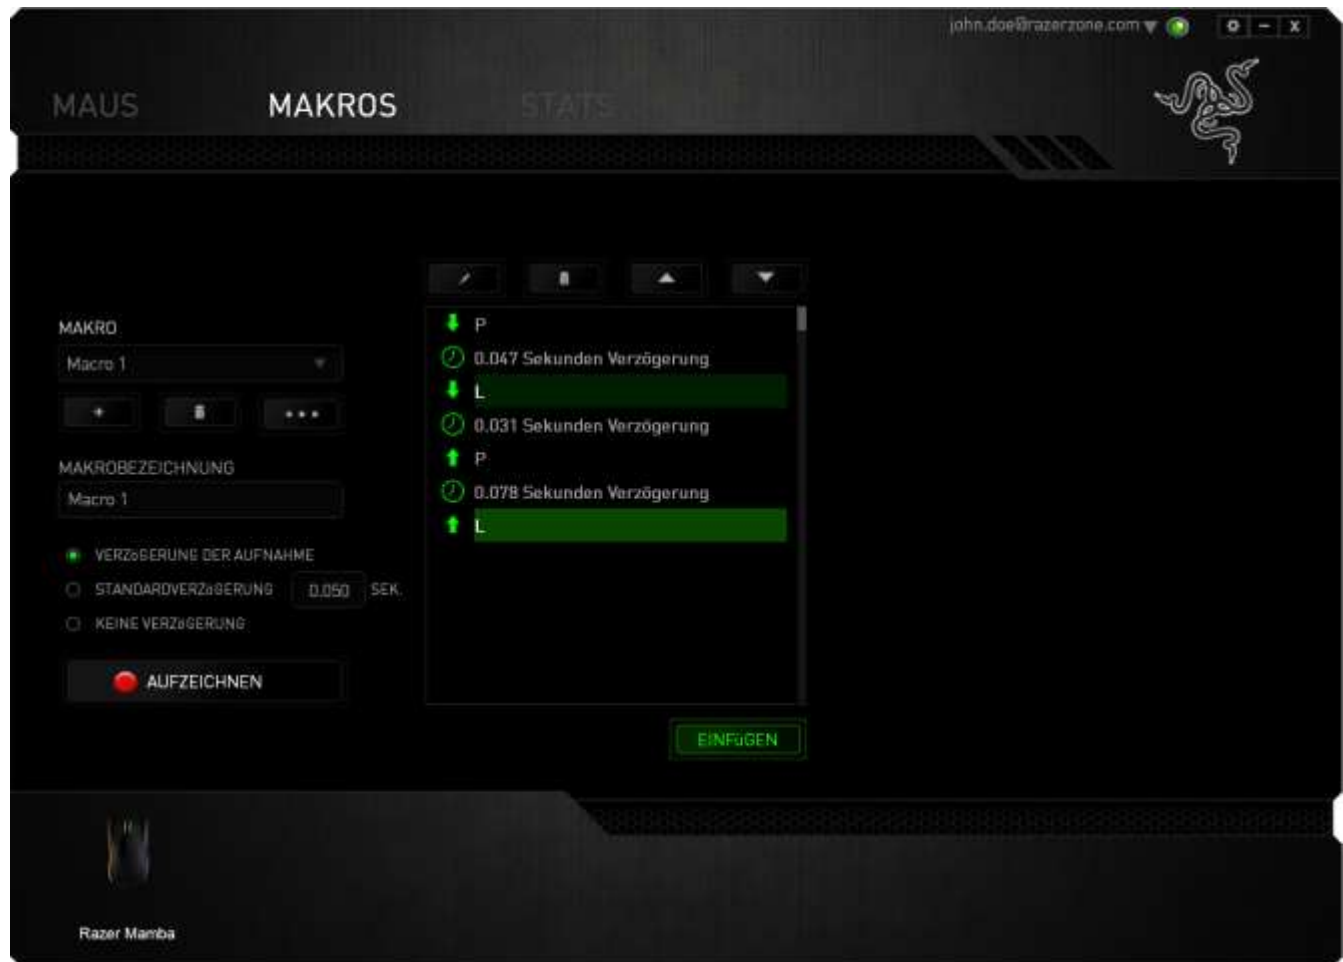 john.doe@razerzone.com
MAUS MAKROS STATS
MAKRO
Macro 1
MAKROBEZEICHNUNG
Macro 1
VERZöGERUNG DER AUFNAHME
STANDARDVERZöGERUNG 0.050 SEK.
KEINE VERZöGERUNG
AUFZEICHNEN
P
0.047 Sekunden Verzögerung
L
0.031 Sekunden Verzögerung
P
0.078 Sekunden Verzögerung
L
EINFüGEN
Razer Mamba